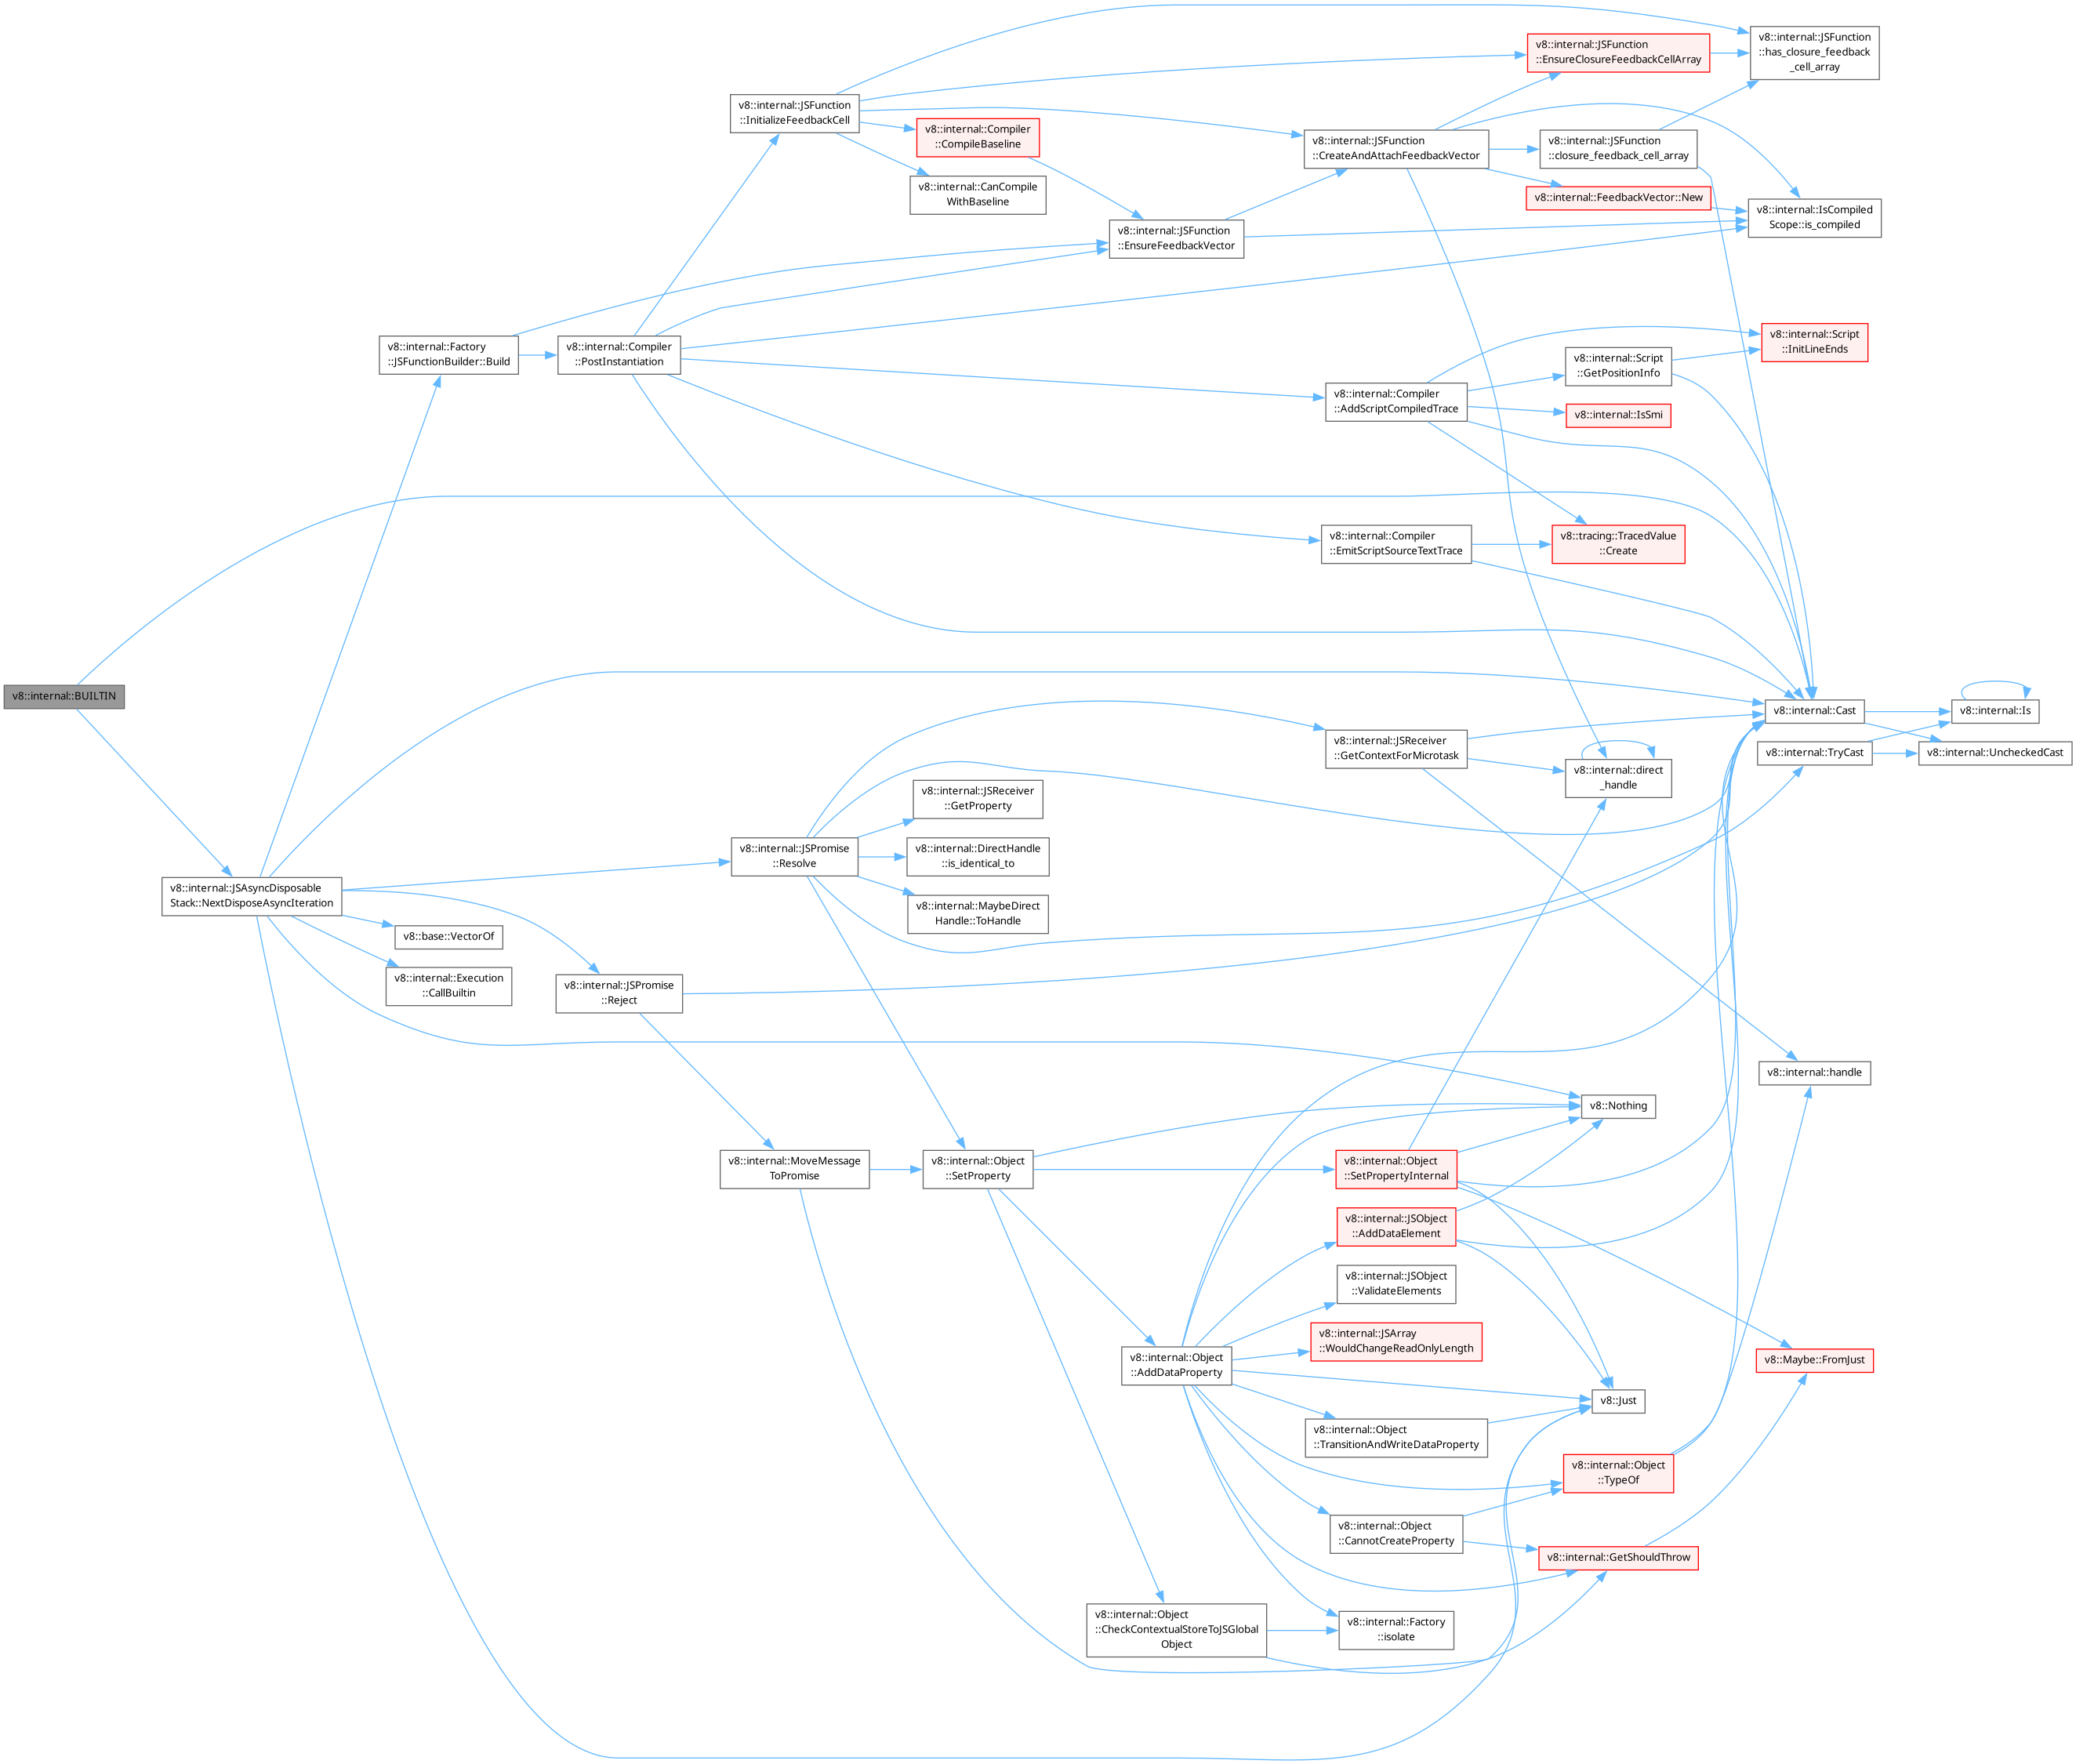 v8::internal::BUILTIN
v8::internal::JSAsyncDisposable
Stack::NextDisposeAsyncIteration
v8::internal::Factory
::JSFunctionBuilder::Build
v8::base::VectorOf
v8::internal::Execution
::CallBuiltin
v8::internal::Compiler
::PostInstantiation
v8::internal::JSPromise
::Reject
v8::internal::JSFunction
::InitializeFeedbackCell
v8::internal::JSPromise
::Resolve
v8::internal::MoveMessage
ToPromise
v8::internal::Compiler
::CompileBaseline
v8::internal::CanCompile
WithBaseline
v8::internal::JSReceiver
::GetProperty
v8::internal::DirectHandle
::is_identical_to
v8::internal::MaybeDirect
Handle::ToHandle
v8::internal::Object
::SetProperty
v8::internal::JSFunction
::EnsureFeedbackVector
v8::internal::Object
::AddDataProperty
v8::internal::Object
::CheckContextualStoreToJSGlobal
Object
v8::internal::JSFunction
::CreateAndAttachFeedbackVector
v8::internal::Compiler
::AddScriptCompiledTrace
v8::internal::Compiler
::EmitScriptSourceTextTrace
v8::internal::JSReceiver
::GetContextForMicrotask
v8::internal::Object
::SetPropertyInternal
v8::internal::JSObject
::AddDataElement
v8::internal::JSObject
::ValidateElements
v8::internal::JSArray
::WouldChangeReadOnlyLength
v8::internal::Object
::TransitionAndWriteDataProperty
v8::internal::Object
::CannotCreateProperty
v8::internal::Factory
::isolate
v8::internal::JSFunction
::EnsureClosureFeedbackCellArray
v8::internal::JSFunction
::closure_feedback_cell_array
v8::internal::FeedbackVector::New
v8::internal::Script
::GetPositionInfo
v8::internal::IsSmi
v8::tracing::TracedValue
::Create
v8::internal::direct
_handle
v8::Nothing
v8::Just
v8::internal::Object
::TypeOf
v8::internal::GetShouldThrow
v8::internal::JSFunction
::has_closure_feedback
_cell_array
v8::internal::IsCompiled
Scope::is_compiled
v8::internal::Script
::InitLineEnds
v8::internal::Cast
v8::internal::TryCast
v8::internal::handle
v8::Maybe::FromJust
v8::internal::Is
v8::internal::UncheckedCast